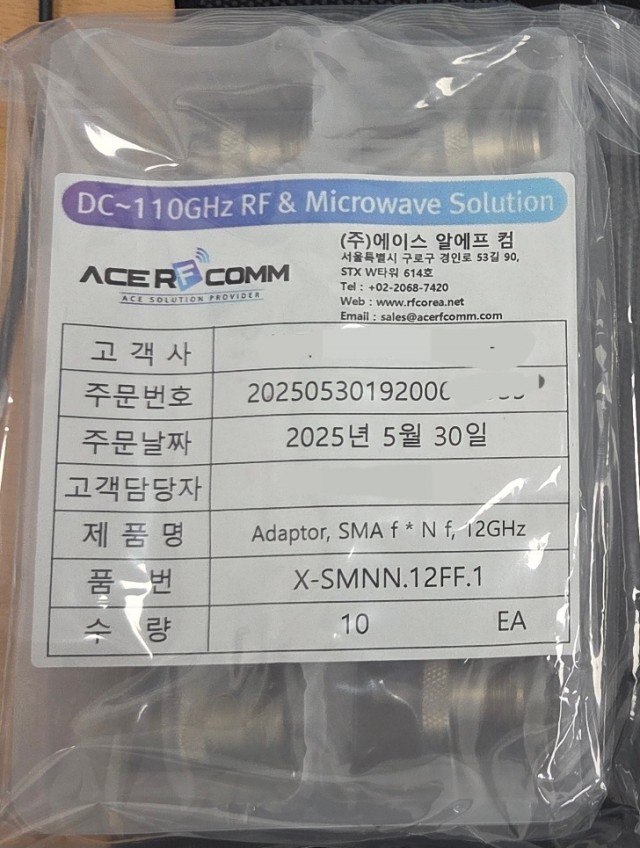 DC~110GHz RF & Microwave Solution
ACE RF COMM
ACE SOLUTION PROVIDER
(주)에이스 알에프 컴
서울특별시 구로구 경인로 53길 90,
STX W타워 614호
Tel : +02-2068-7420
Web : www.rfcorea.net
Email : sales@acerfcomm.com
고 객 사
주문번호
주문날짜 2025년 5월 30일
고객담당자
제 품 명 Adaptor, SMA f * N f, 12GHz
품 번 X-SMNN.12FF.1
수 량 10 EA